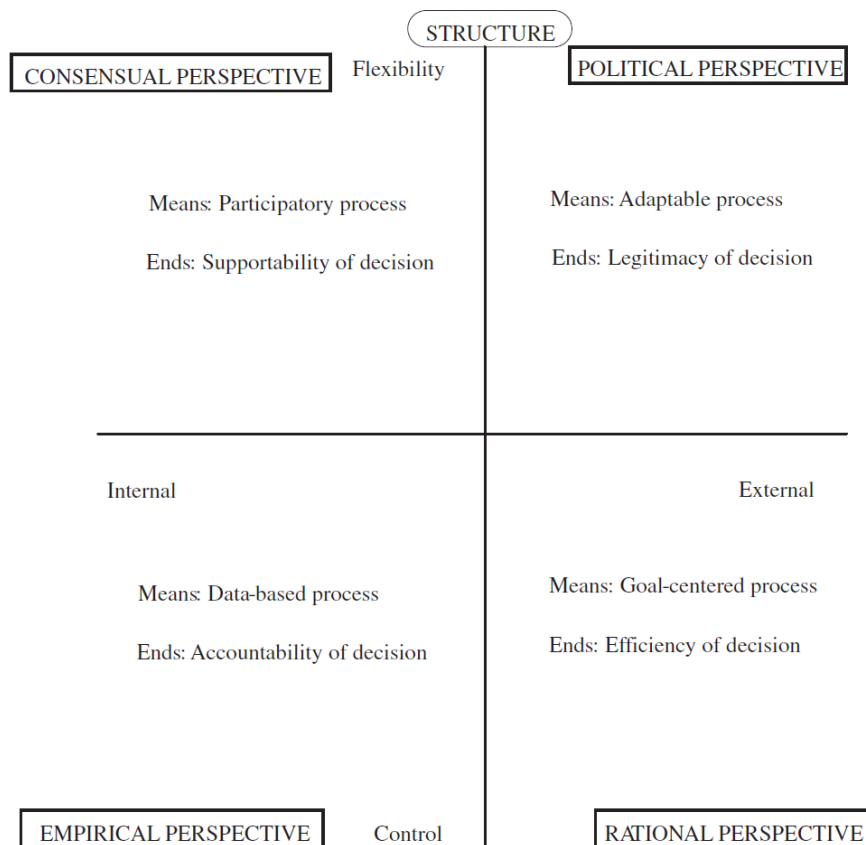 STRUCTURE
CONSENSUAL PERSPECTIVE
Flexibility
POLITICAL PERSPECTIVE
Means: Participatory process
Ends: Supportability of decision
Means: Adaptable process
Ends: Legitimacy of decision
Internal
External
Means: Data-based process
Ends: Accountability of decision
Means: Goal-centered process
Ends: Efficiency of decision
EMPIRICAL PERSPECTIVE
Control
RATIONAL PERSPECTIVE